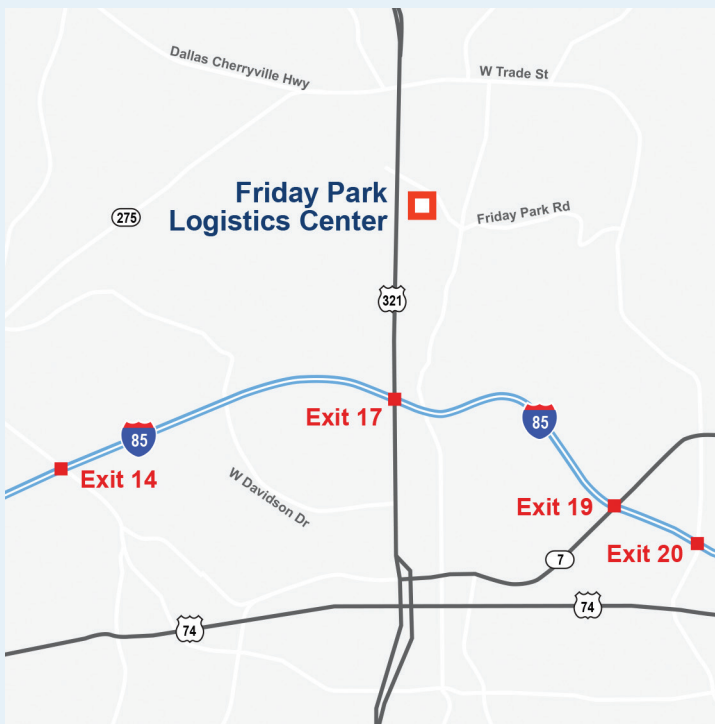 Dallas Cherryville Hwy
W Trade St
Friday Park
Logistics Center
Friday Park Rd
275
321
Exit 17
85
85
Exit 14
W Davidson Dr
Exit 19
Exit 20
7
74
74